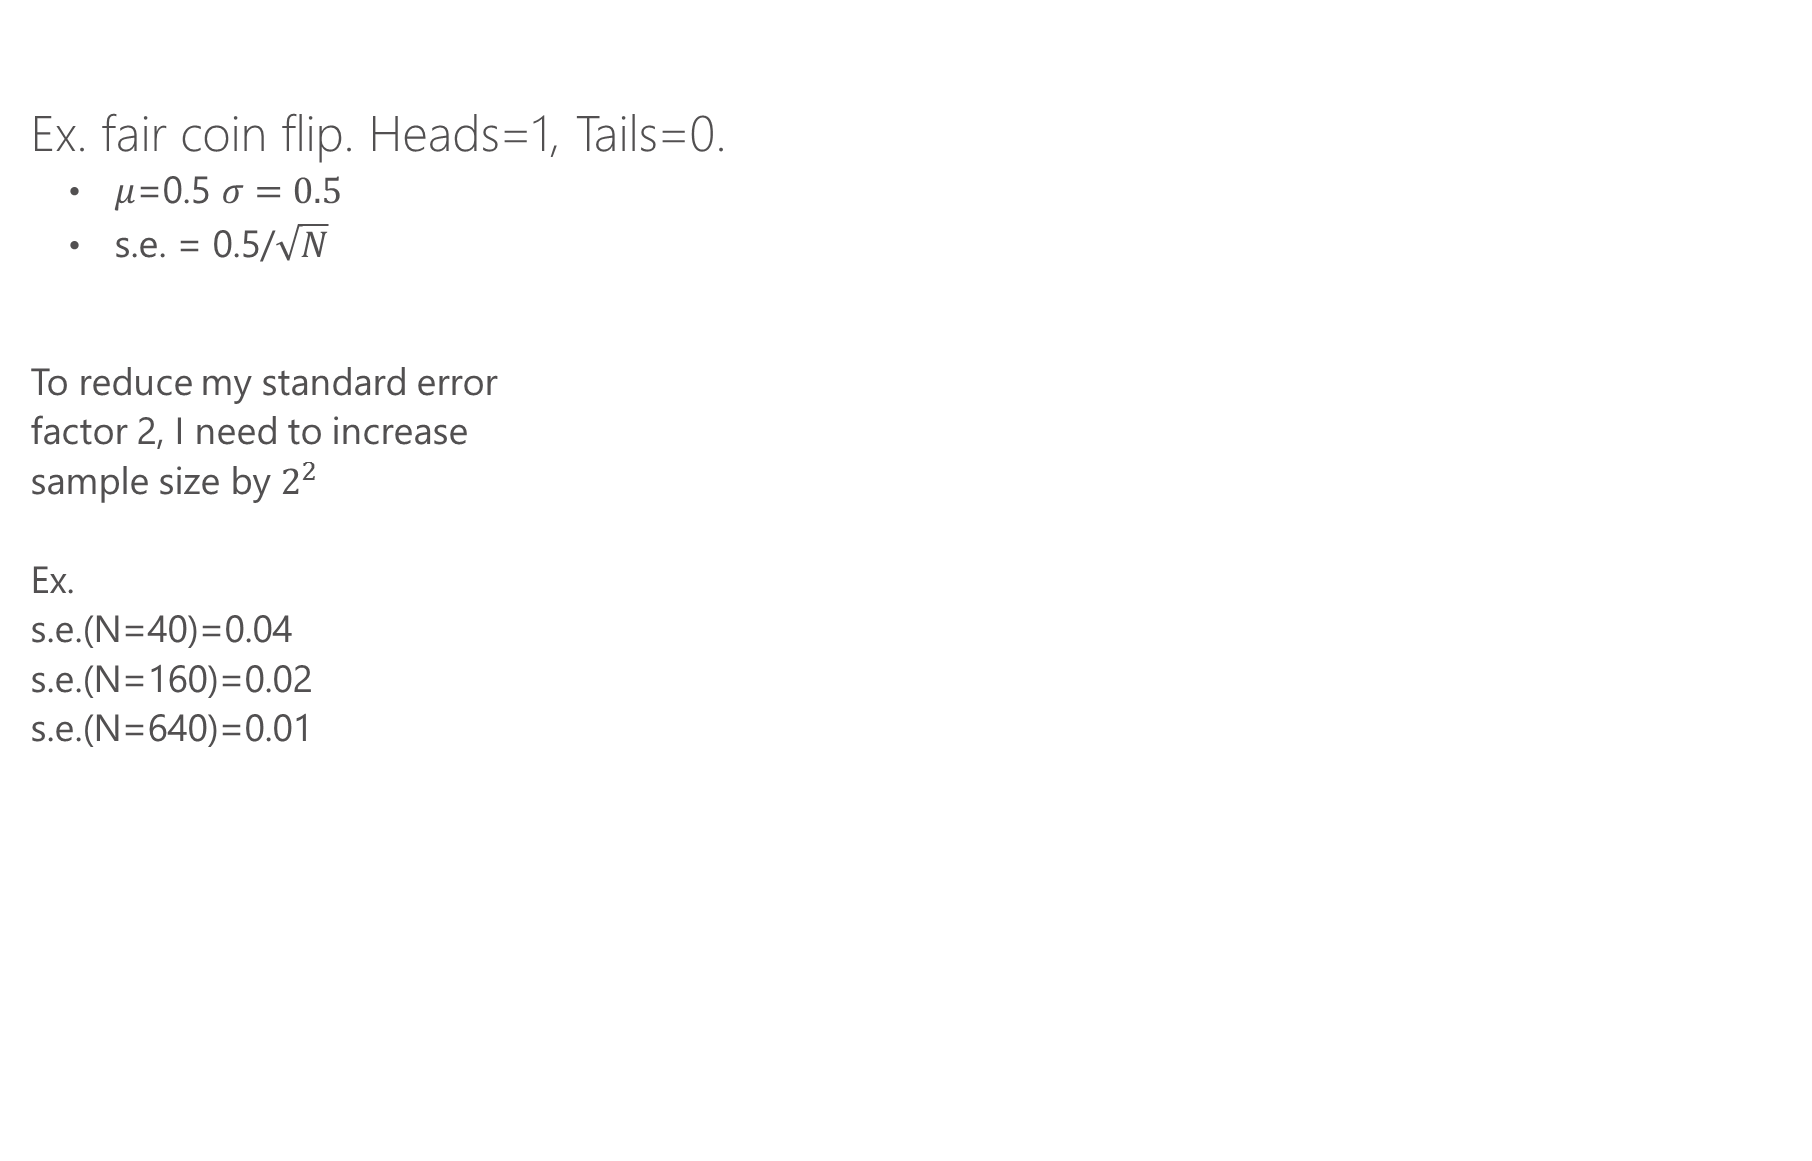 Ex. fair coin flip. Heads=1, Tails=0.
• μ=0.5 σ = 0.5
• s.e. = 0.5/√N
To reduce my standard error
factor 2, I need to increase
sample size by 2²
Ex.
s.e.(N=40)=0.04
s.e.(N=160)=0.02
s.e.(N=640)=0.01